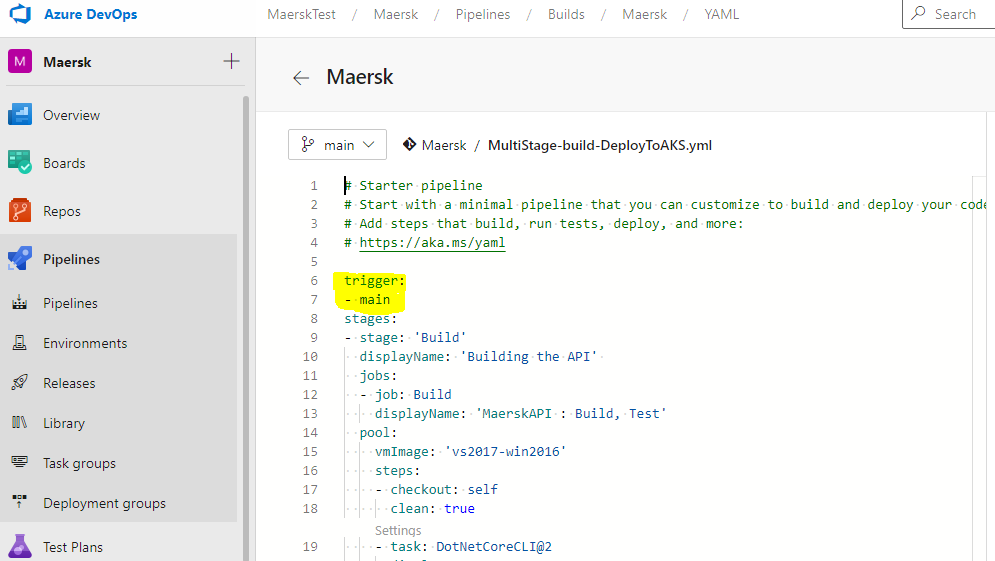 Azure DevOps
MaerskTest / Maersk / Pipelines / Builds / Maersk / YAML
Search
M Maersk
Overview
Boards
Repos
Pipelines
Pipelines
Environments
Releases
Library
Task groups
Deployment groups
Test Plans
Maersk
main
Maersk / MultiStage-build-DeployToAKS.yml
1 # Starter pipeline
2 # Start with a minimal pipeline that you can customize to build and deploy your code
3 # Add steps that build, run tests, deploy, and more:
4 # https://aka.ms/yaml
5
6 trigger:
7 - main
8 stages:
9 - stage: 'Build'
10 displayName: 'Building the API'
11 jobs:
12 - job: Build
13 displayName: 'MaerskAPI : Build, Test'
14 pool:
15 vmImage: 'vs2017-win2016'
16 steps:
17 - checkout: self
18 clean: true
Settings
19 - task: DotNetCoreCLI@2